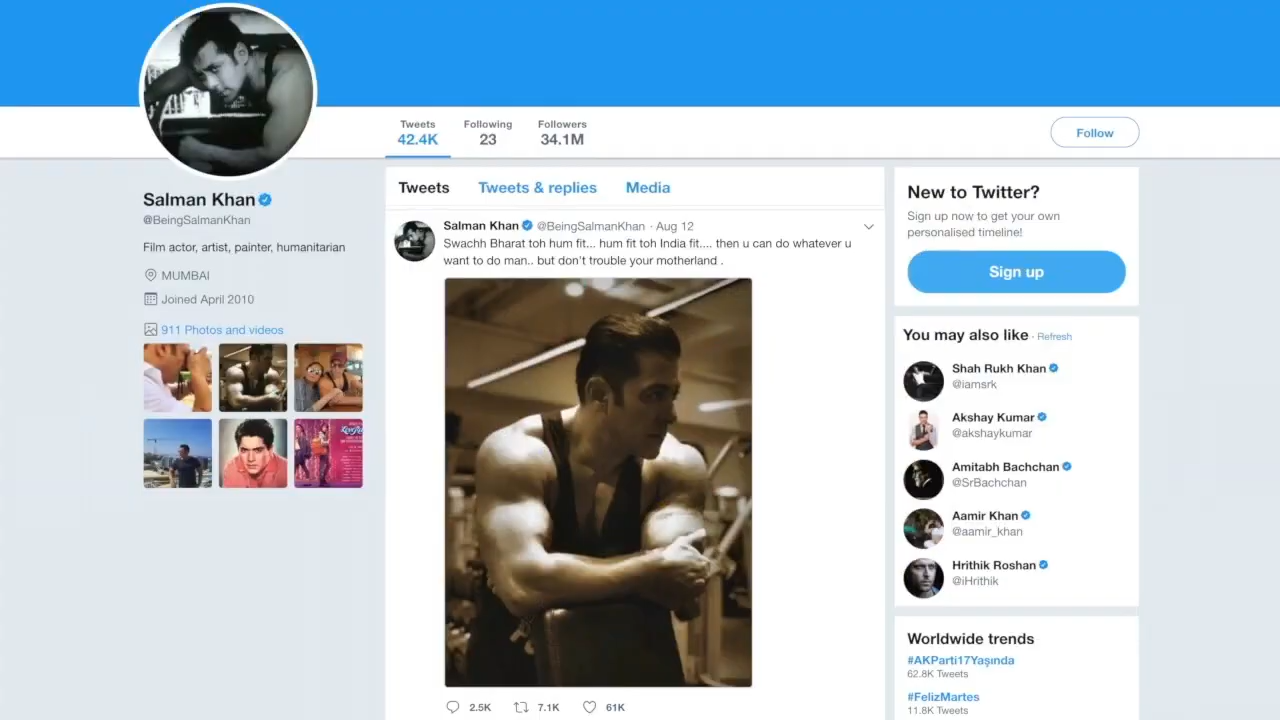 Tweets
42.4K
Following
23
Followers
34.1M
Follow
Salman Khan
@BeingSalmanKhan
Film actor, artist, painter, humanitarian
MUMBAI
Joined April 2010
911 Photos and videos
Tweets Tweets & replies Media
Salman Khan @BeingSalmanKhan · Aug 12
Swachh Bharat toh hum fit... hum fit toh India fit.... then u can do whatever u
want to do man.. but don't trouble your motherland .
2.5K 7.1K 61K
New to Twitter?
Sign up now to get your own
personalised timeline!
Sign up
You may also like · Refresh
Shah Rukh Khan
@iamsrk
Akshay Kumar
@akshaykumar
Amitabh Bachchan
@SrBachchan
Aamir Khan
@aamir_khan
Hrithik Roshan
@iHrithik
Worldwide trends
#AKParti17Yaşında
62.8K Tweets
#FelizMartes
11.8K Tweets